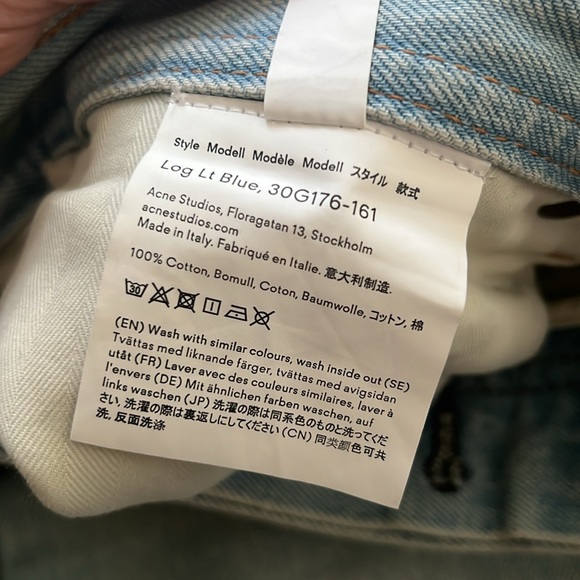 Style Modell Modèle Modell スタイル 款式
Log Lt Blue, 30G176-161
Acne Studios, Floragatan 13, Stockholm
acnestudios.com
Made in Italy. Fabriqué en Italie. 意大利制造.
100% Cotton, Bomull, Coton, Baumwolle, コットン, 棉
30
(EN) Wash with similar colours, wash inside out (SE)
Tvättas med liknande färger, tvättas med avigsidan
utåt (FR) Laver avec des couleurs similaires, laver à
l'envers (DE) Mit ähnlichen farben waschen, auf
links waschen (JP) 洗濯の際は同系色のものと洗ってくだ
さい, 洗濯の際は裏返しにしてください (CN) 同类颜色可共
洗, 反面洗涤